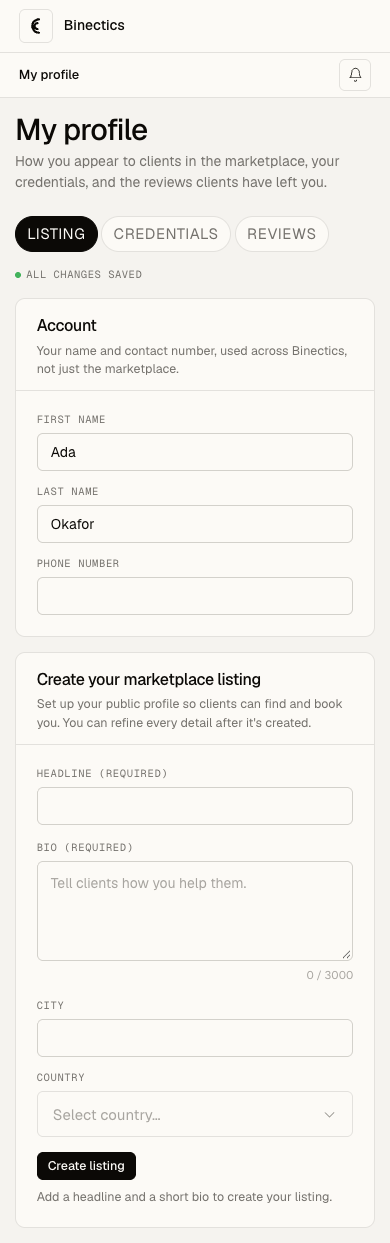 Binectics
My profile
My profile
How you appear to clients in the marketplace, your
credentials, and the reviews clients have left you.
LISTING
CREDENTIALS
REVIEWS
ALL CHANGES SAVED
Account
Your name and contact number, used across Binectics,
not just the marketplace.
FIRST NAME
Ada
LAST NAME
Okafor
PHONE NUMBER
Create your marketplace listing
Set up your public profile so clients can find and book
you. You can refine every detail after it's created.
HEADLINE (REQUIRED)
BIO (REQUIRED)
Tell clients how you help them.
0 / 3000
CITY
COUNTRY
Select country...
Create listing
Add a headline and a short bio to create your listing.